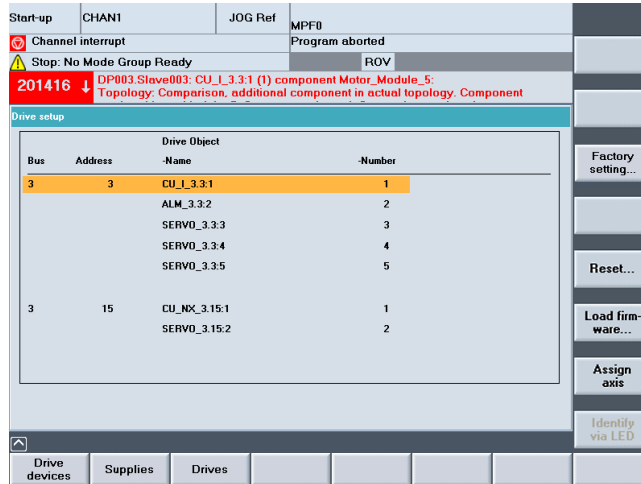 Start-up CHAN1 JOG Ref MPF0
Channel interrupt Program aborted
Stop: No Mode Group Ready ROV
201416 ↓ DP003.Slave003: CU_I_3.3:1 (1) component Motor_Module_5:
Topology: Comparison, additional component in actual topology. Component
Drive setup
Drive Object
Bus Address -Name -Number
3 3 CU_I_3.3:1 1
ALM_3.3:2 2
SERVO_3.3:3 3
SERVO_3.3:4 4
SERVO_3.3:5 5
3 15 CU_NX_3.15:1 1
SERVO_3.15:2 2
Factory
setting...
Reset...
Load firm-
ware...
Assign
axis
Identify
via LED
Drive
devices
Supplies
Drives